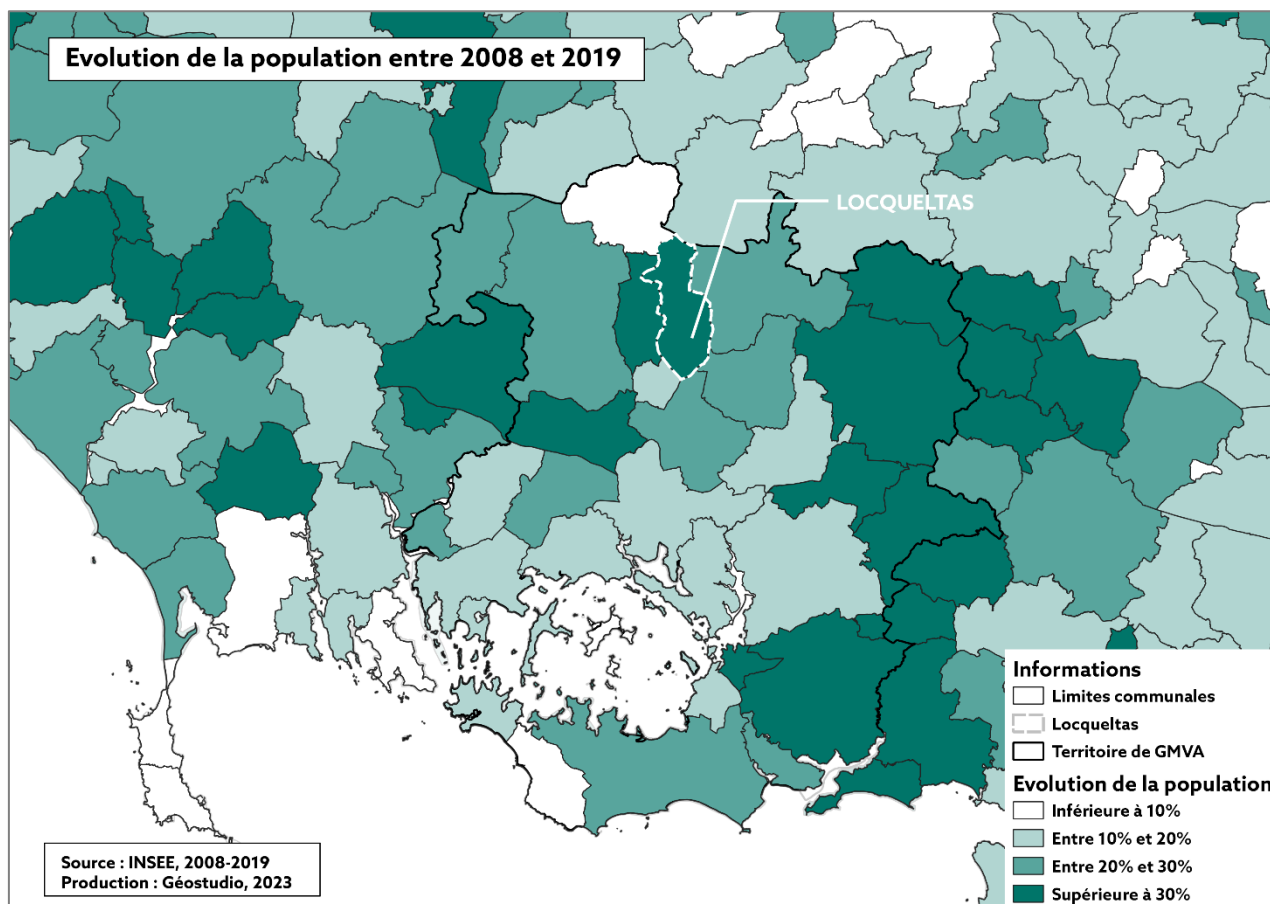 Evolution de la population entre 2008 et 2019
LOCQUELTAS
Informations
Limites communales
Locqueltas
Territoire de GMVA
Evolution de la population
Inférieure à 10%
Entre 10% et 20%
Entre 20% et 30%
Supérieure à 30%
Source : INSEE, 2008-2019
Production : Géostudio, 2023